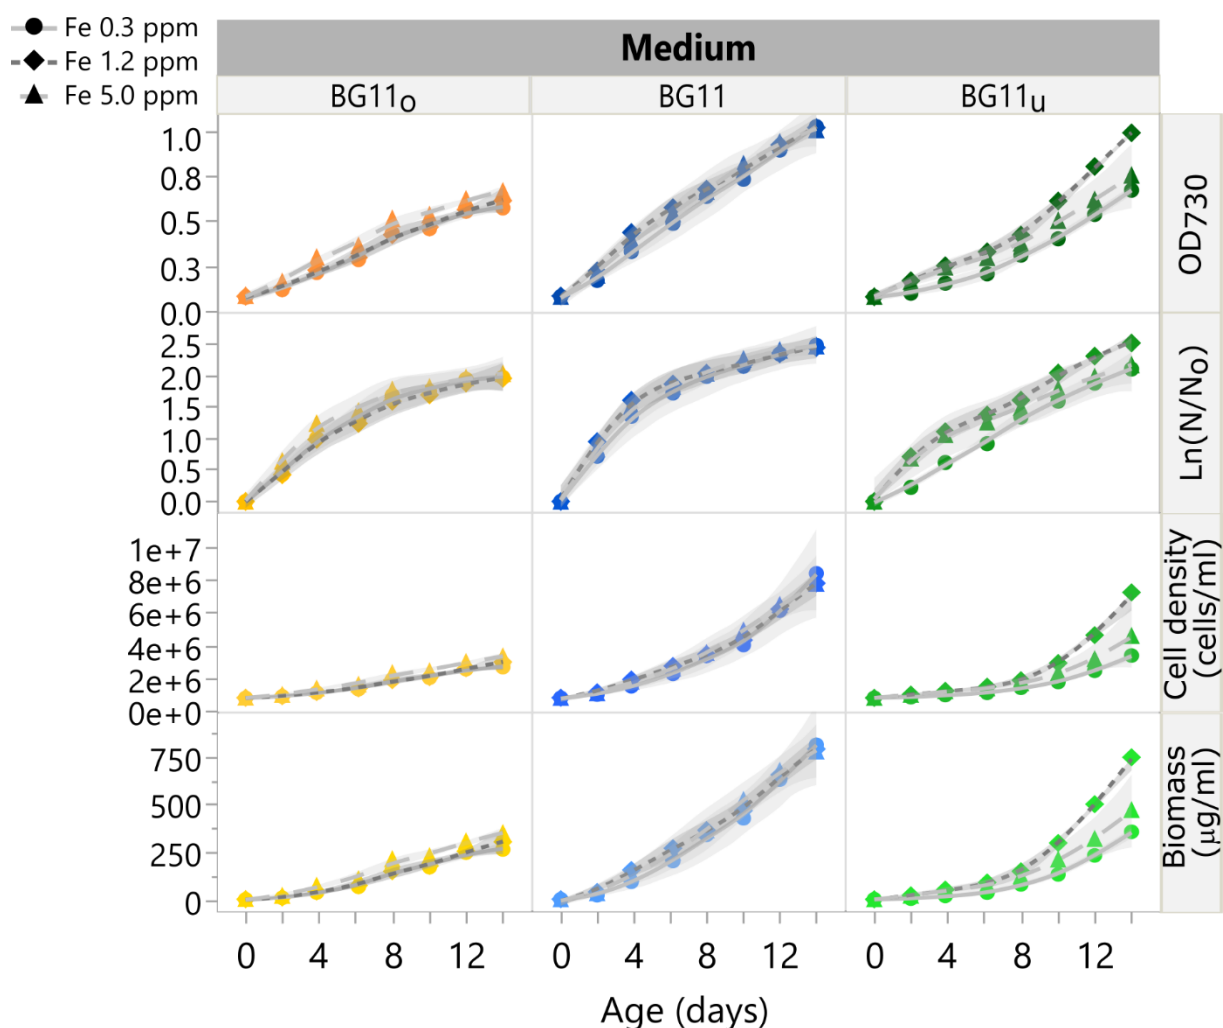 Fe 0.3 ppm
Fe 1.2 ppm
Fe 5.0 ppm
Medium
BG11o BG11 BG11u
1.0
0.8
0.5
0.3
0.0
OD730
2.5
2.0
1.5
1.0
0.5
0.0
Ln(N/No)
1e+7
8e+6
6e+6
4e+6
2e+6
0e+0
Cell density
(cells/ml)
750
500
250
0
Biomass
(µg/ml)
0 4 8 12 0 4 8 12 0 4 8 12
Age (days)